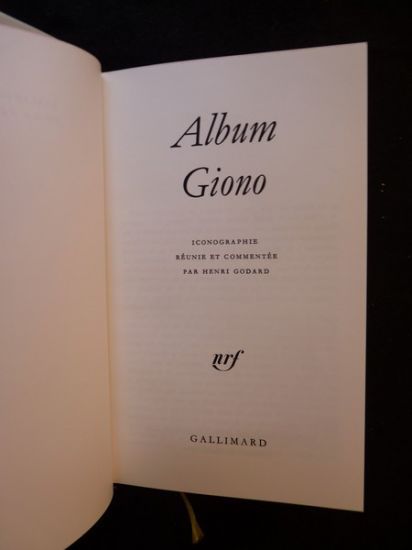 Album
Giono
ICONOGRAPHIE
RÉUNIE ET COMMENTÉE
PAR HENRI GODARD
nrf
GALLIMARD